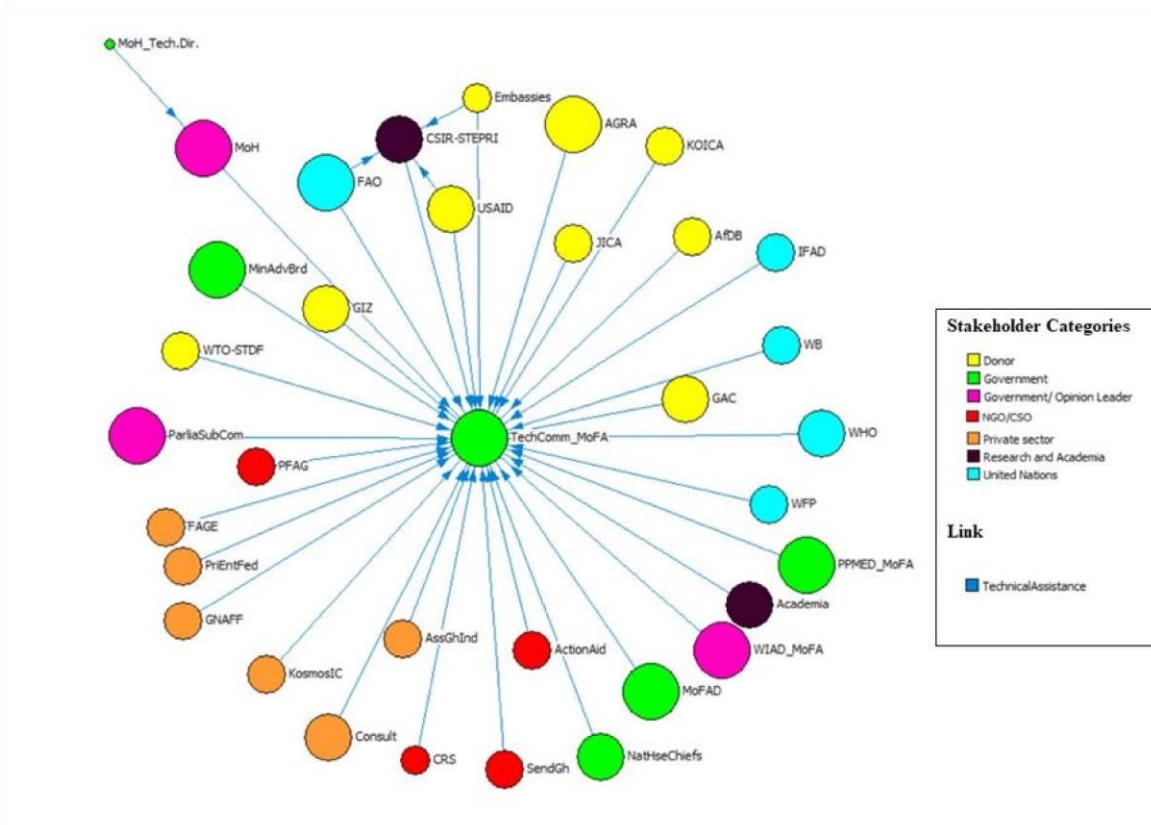 MoH_Tech.Dir.
Embassies
AGRA
CSIR-STEPRI
KOICA
MoH
FAO
USAID
AfDB
JICA
IFAD
MinAdvBrd
GIZ
WTO-STDF
WB
GAC
ParliaSubCom
TechComm_MoFA
WHO
PFAG
WFP
FAGE
PriEntFed
PPMED_MoFA
Academia
GNAFF
AssGhInd
ActionAid
WIAD_MoFA
KosmosIC
MoFAD
Consult
CRS
SendGh
NatHseChiefs
Stakeholder Categories
Donor
Government
Government/ Opinion Leader
NGO/CSO
Private sector
Research and Academia
United Nations
Link
TechnicalAssistance